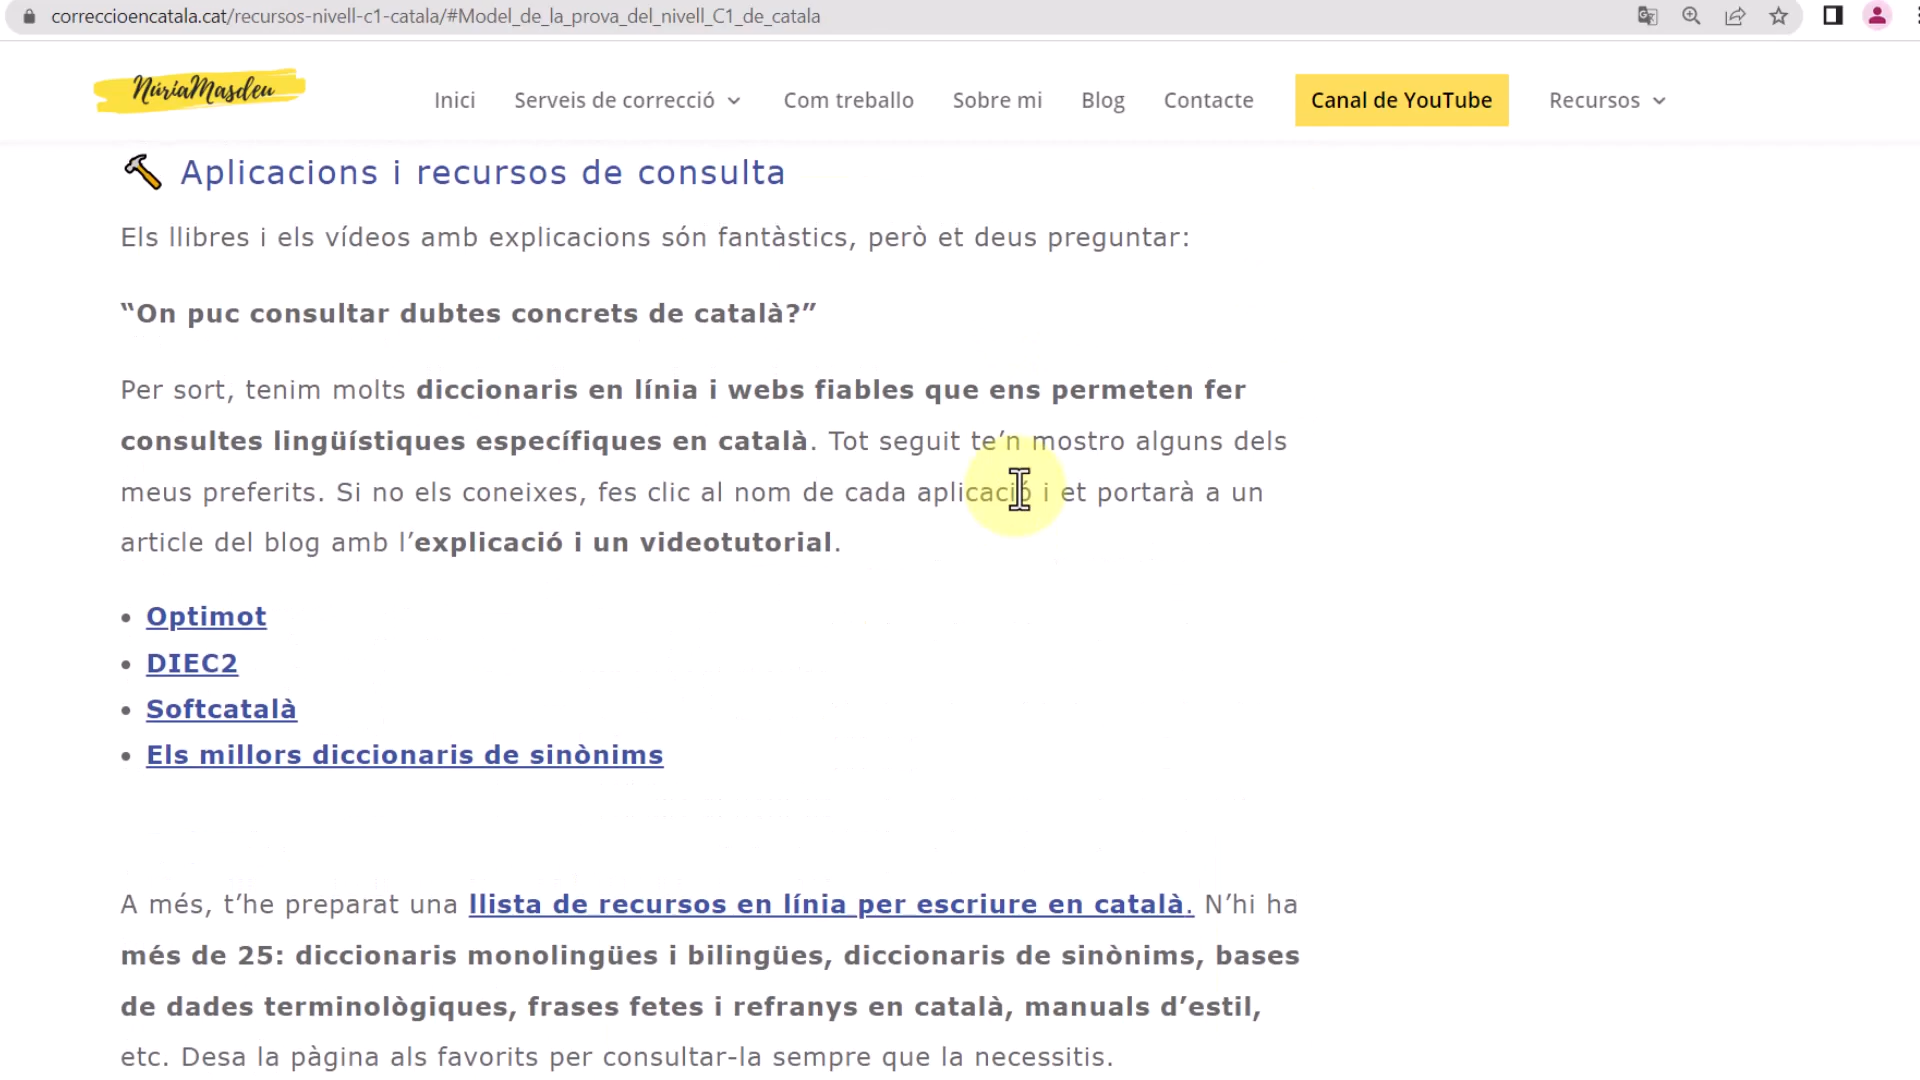 correccioencatala.cat/recursos-nivell-c1-catala/#Model_de_la_prova_del_nivell_C1_de_catala
NúriaMasdeu
Inici Serveis de correcció Com treballo Sobre mi Blog Contacte Canal de YouTube Recursos
Aplicacions i recursos de consulta
Els llibres i els vídeos amb explicacions són fantàstics, però et deus preguntar:
“On puc consultar dubtes concrets de català?”
Per sort, tenim molts diccionaris en línia i webs fiables que ens permeten fer
consultes lingüístiques específiques en català. Tot seguit te’n mostro alguns dels
meus preferits. Si no els coneixes, fes clic al nom de cada aplicació i et portarà a un
article del blog amb l’explicació i un videotutorial.
• Optimot
• DIEC2
• Softcatalà
• Els millors diccionaris de sinònims
A més, t’he preparat una llista de recursos en línia per escriure en català. N’hi ha
més de 25: diccionaris monolingües i bilingües, diccionaris de sinònims, bases
de dades terminològiques, frases fetes i refranys en català, manuals d’estil,
etc. Desa la pàgina als favorits per consultar-la sempre que la necessitis.